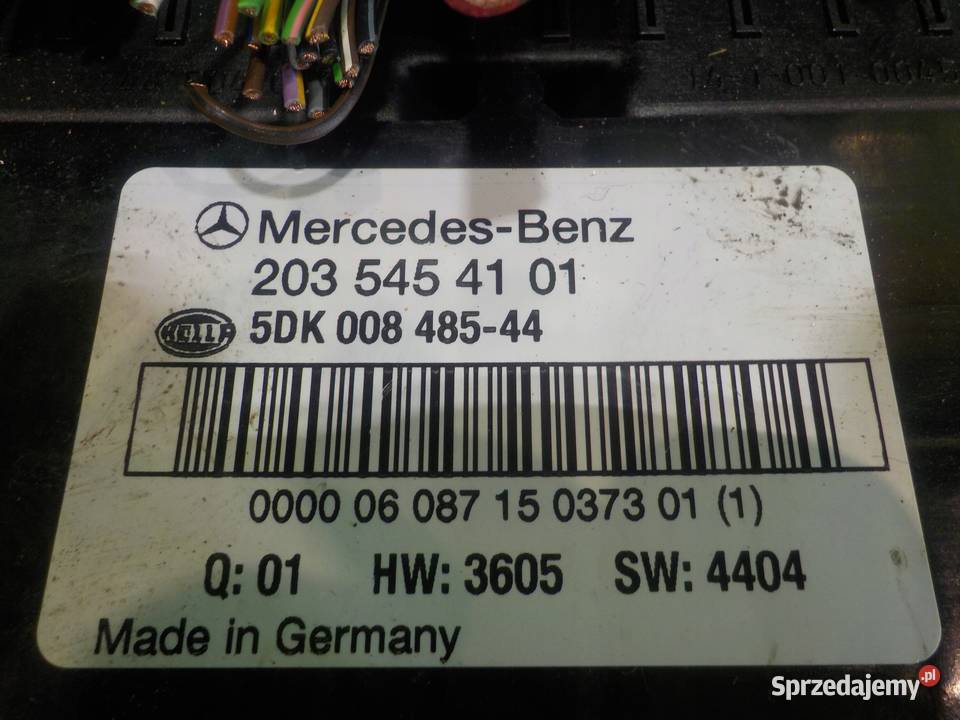 Mercedes-Benz
203 545 41 01
HELLA 5DK 008 485-44
0000 06 087 15 0373 01 (1)
Q: 01 HW: 3605 SW: 4404
Made in Germany
Sprzedajemy.pl